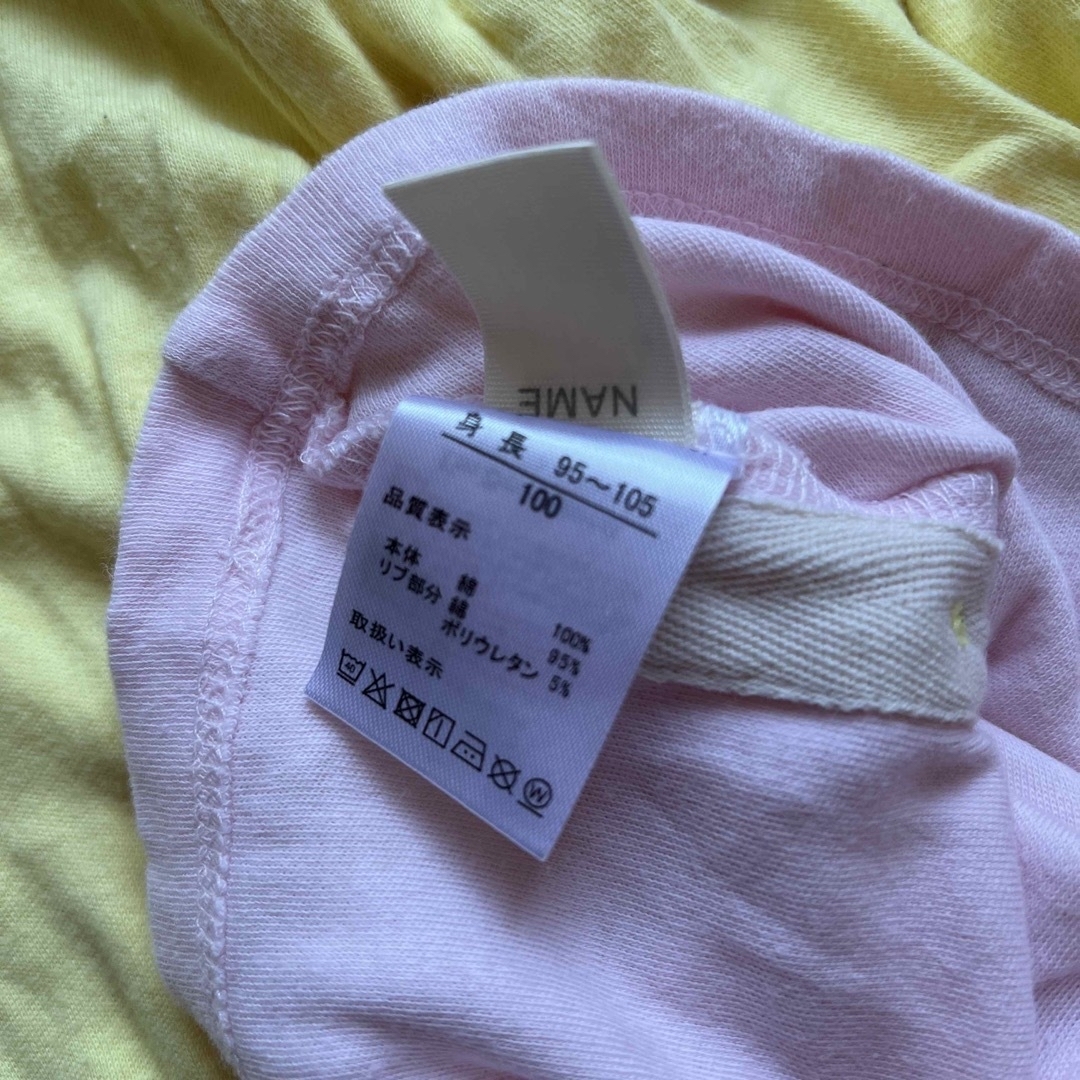 NAME
身長 95～105
100
品質表示
本体 綿 100%
リブ部分 綿 95%
ポリウレタン 5%
取扱い表示
40
W